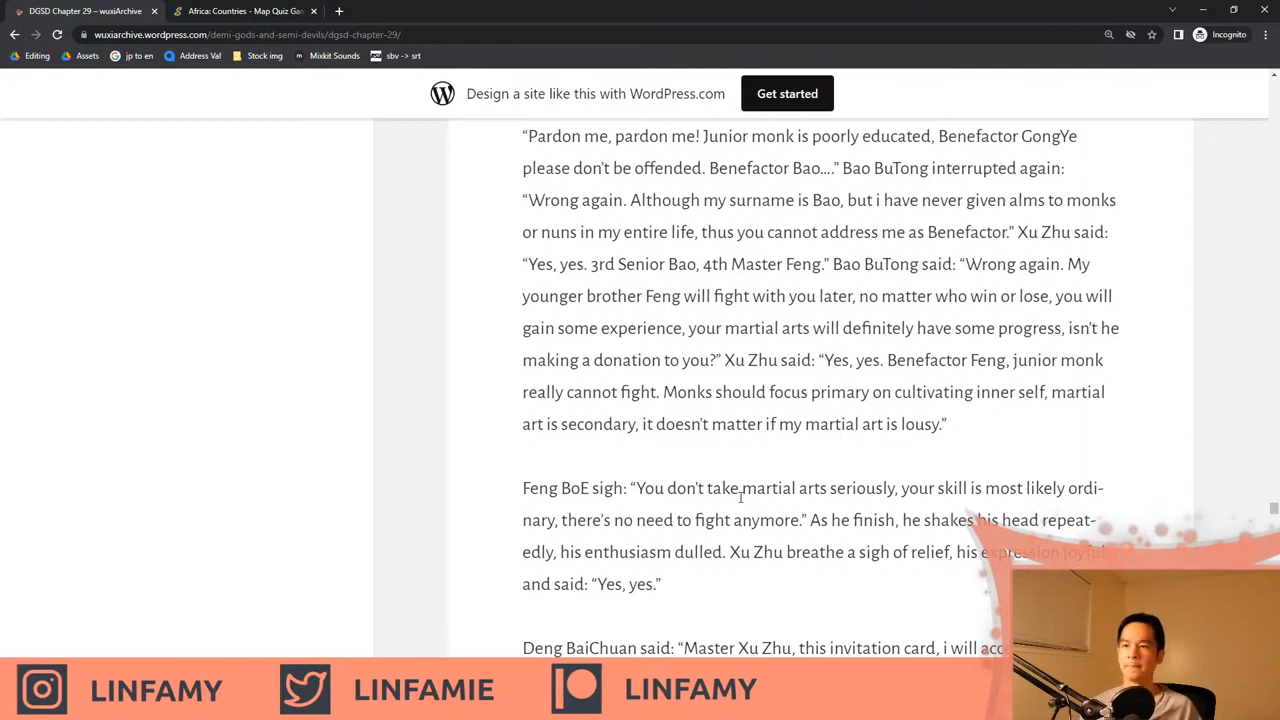 DGSD Chapter 29 – wuxiArchive
Africa: Countries - Map Quiz Gam
wuxiarchive.wordpress.com/demi-gods-and-semi-devils/dgsd-chapter-29/
Incognito
Editing
Assets
jp to en
Address Val
Stock img
Mixkit Sounds
sbv -> srt
Design a site like this with WordPress.com
Get started
“Pardon me, pardon me! Junior monk is poorly educated, Benefactor GongYe
please don’t be offended. Benefactor Bao….” Bao BuTong interrupted again:
“Wrong again. Although my surname is Bao, but i have never given alms to monks
or nuns in my entire life, thus you cannot address me as Benefactor.” Xu Zhu said:
“Yes, yes. 3rd Senior Bao, 4th Master Feng.” Bao BuTong said: “Wrong again. My
younger brother Feng will fight with you later, no matter who win or lose, you will
gain some experience, your martial arts will definitely have some progress, isn’t he
making a donation to you?” Xu Zhu said: “Yes, yes. Benefactor Feng, junior monk
really cannot fight. Monks should focus primary on cultivating inner self, martial
art is secondary, it doesn’t matter if my martial art is lousy.”
Feng BoE sigh: “You don’t take martial arts seriously, your skill is most likely ordi-
nary, there’s no need to fight anymore.” As he finish, he shakes his head repeat-
edly, his enthusiasm dulled. Xu Zhu breathe a sigh of relief, his expression joyful
and said: “Yes, yes.”
Deng BaiChuan said: “Master Xu Zhu, this invitation card, i will acc
LINFAMY
LINFAMIE
LINFAMY